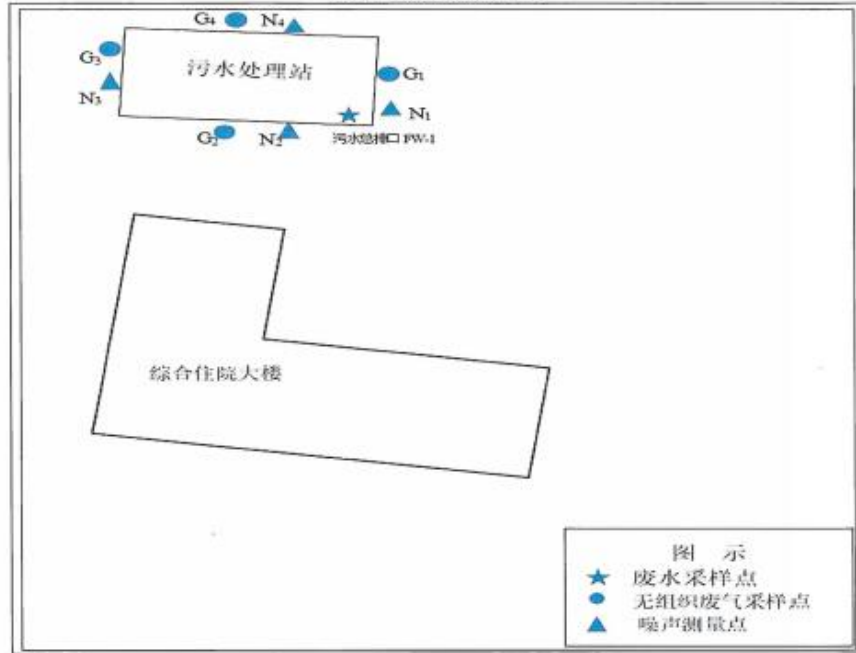 G₄ N₄
G₃ 污水处理站 G₁
N₃ N₁
G₂ N₂ 污水总排口 FW-1
综合住院大楼
图 示
废水采样点
无组织废气采样点
噪声测量点